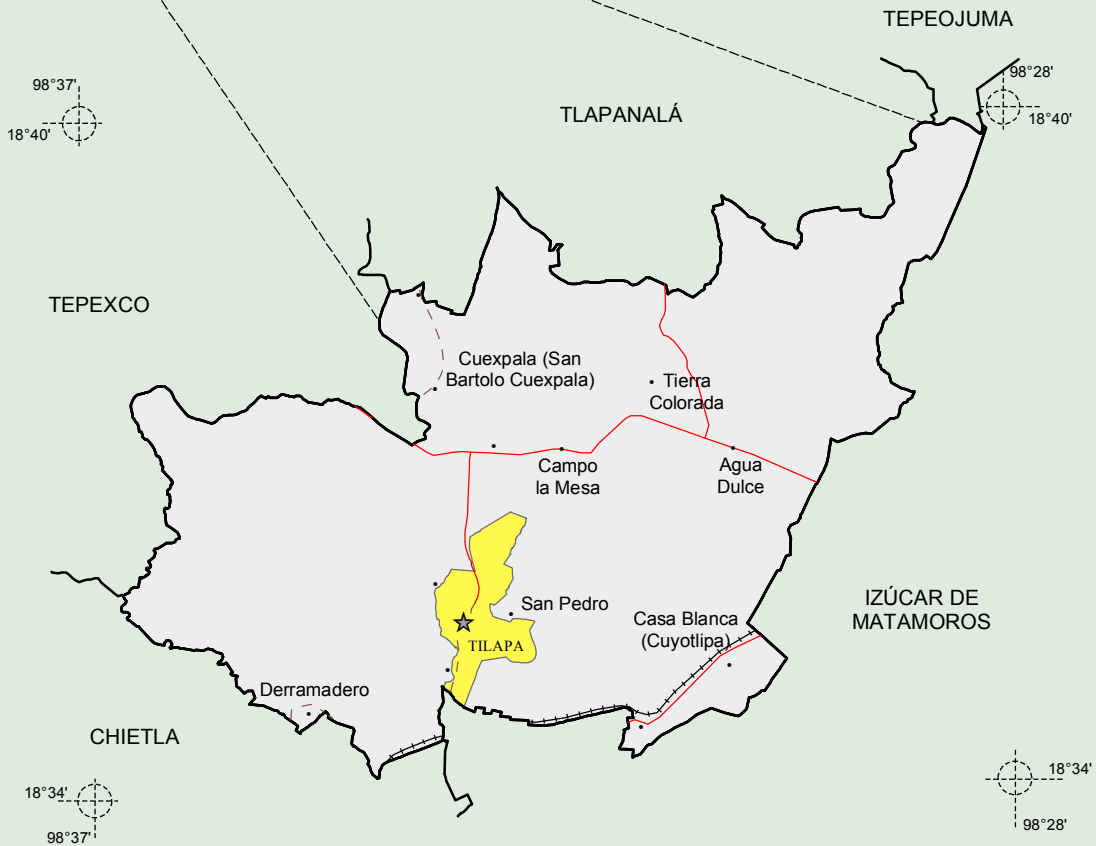 TEPEOJUMA
98°37'
98°28'
TLAPANALÁ
18°40'
18°40'
TEPEXCO
Cuexpala (San
Bartolo Cuexpala)
Tierra
Colorada
Campo
la Mesa
Agua
Dulce
San Pedro
IZÚCAR DE
MATAMOROS
Casa Blanca
(Cuyotlipa)
TILAPA
Derramadero
CHIETLA
18°34'
98°37'
18°34'
98°28'